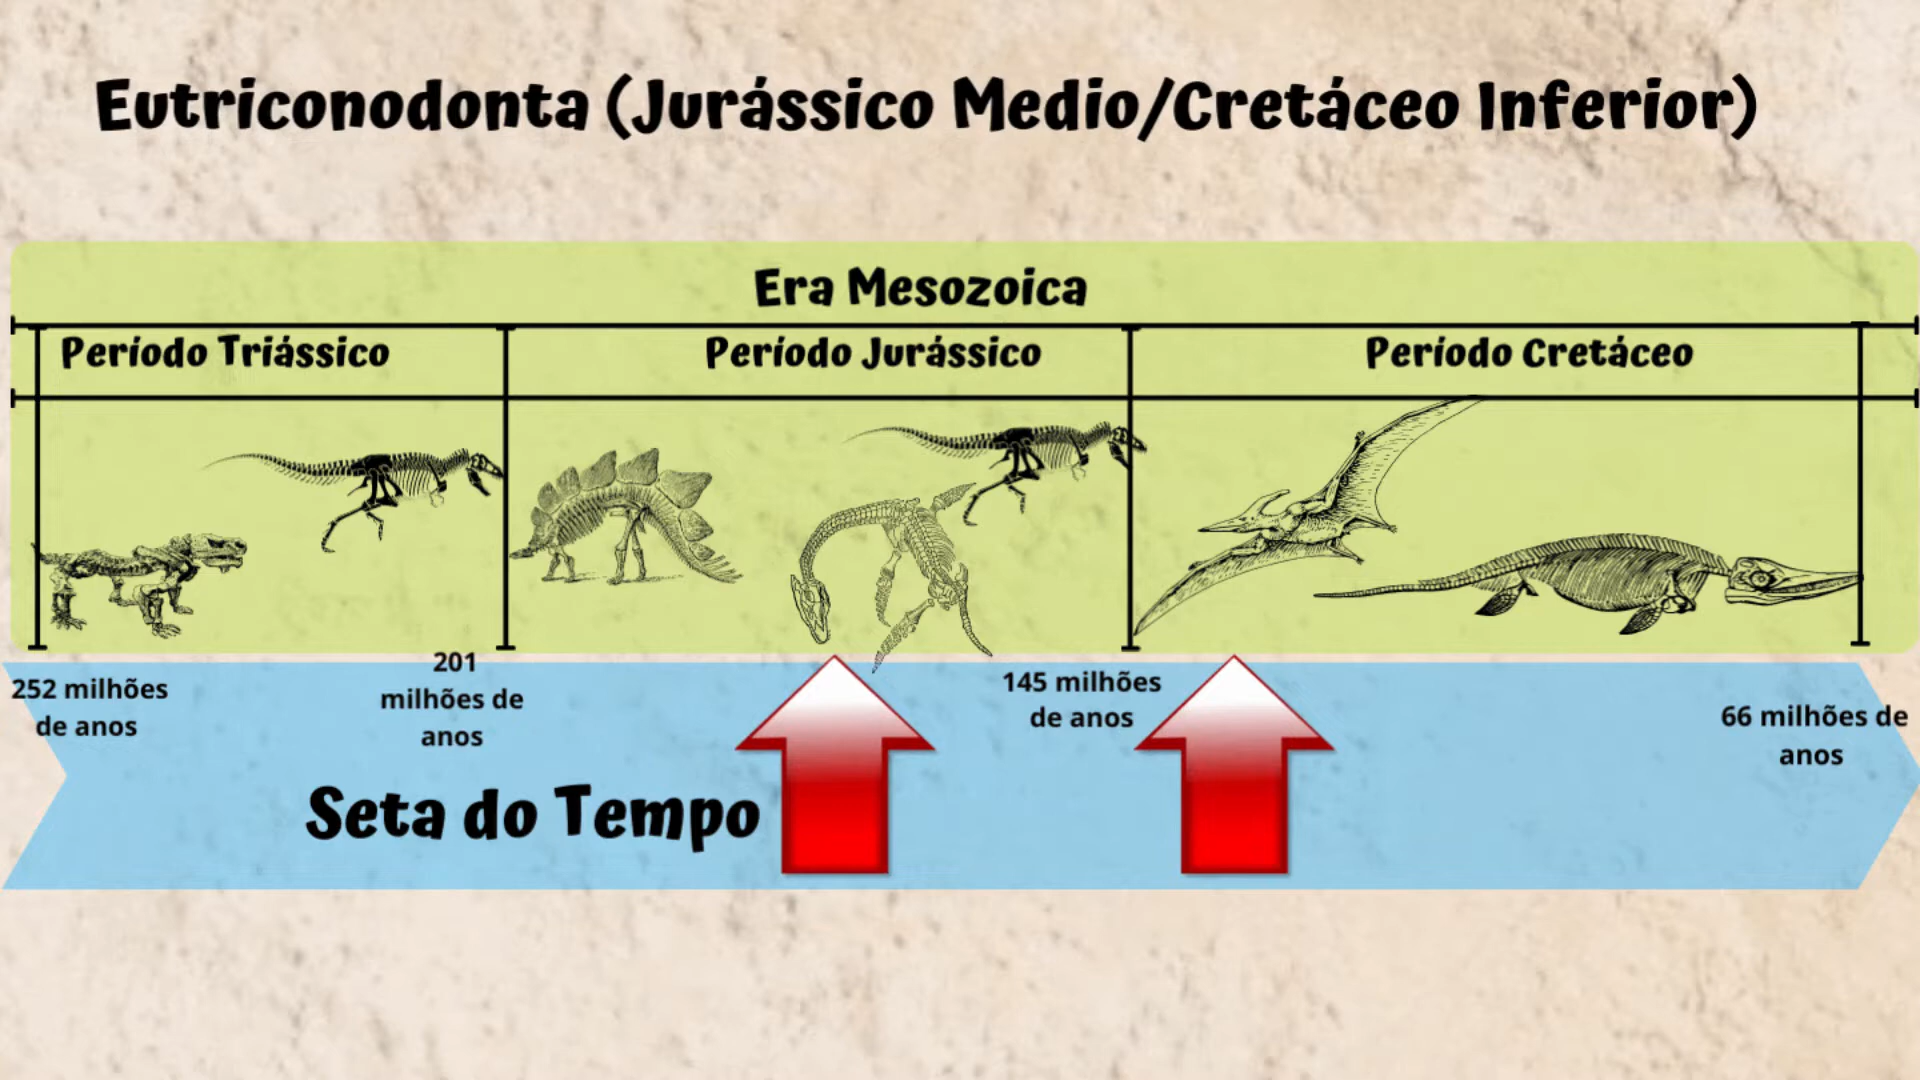 Eutriconodonta (Jurássico Medio/Cretáceo Inferior)
Era Mesozoica
Período Triássico
Período Jurássico
Período Cretáceo
252 milhões
de anos
201
milhões de
anos
145 milhões
de anos
66 milhões de
anos
Seta do Tempo